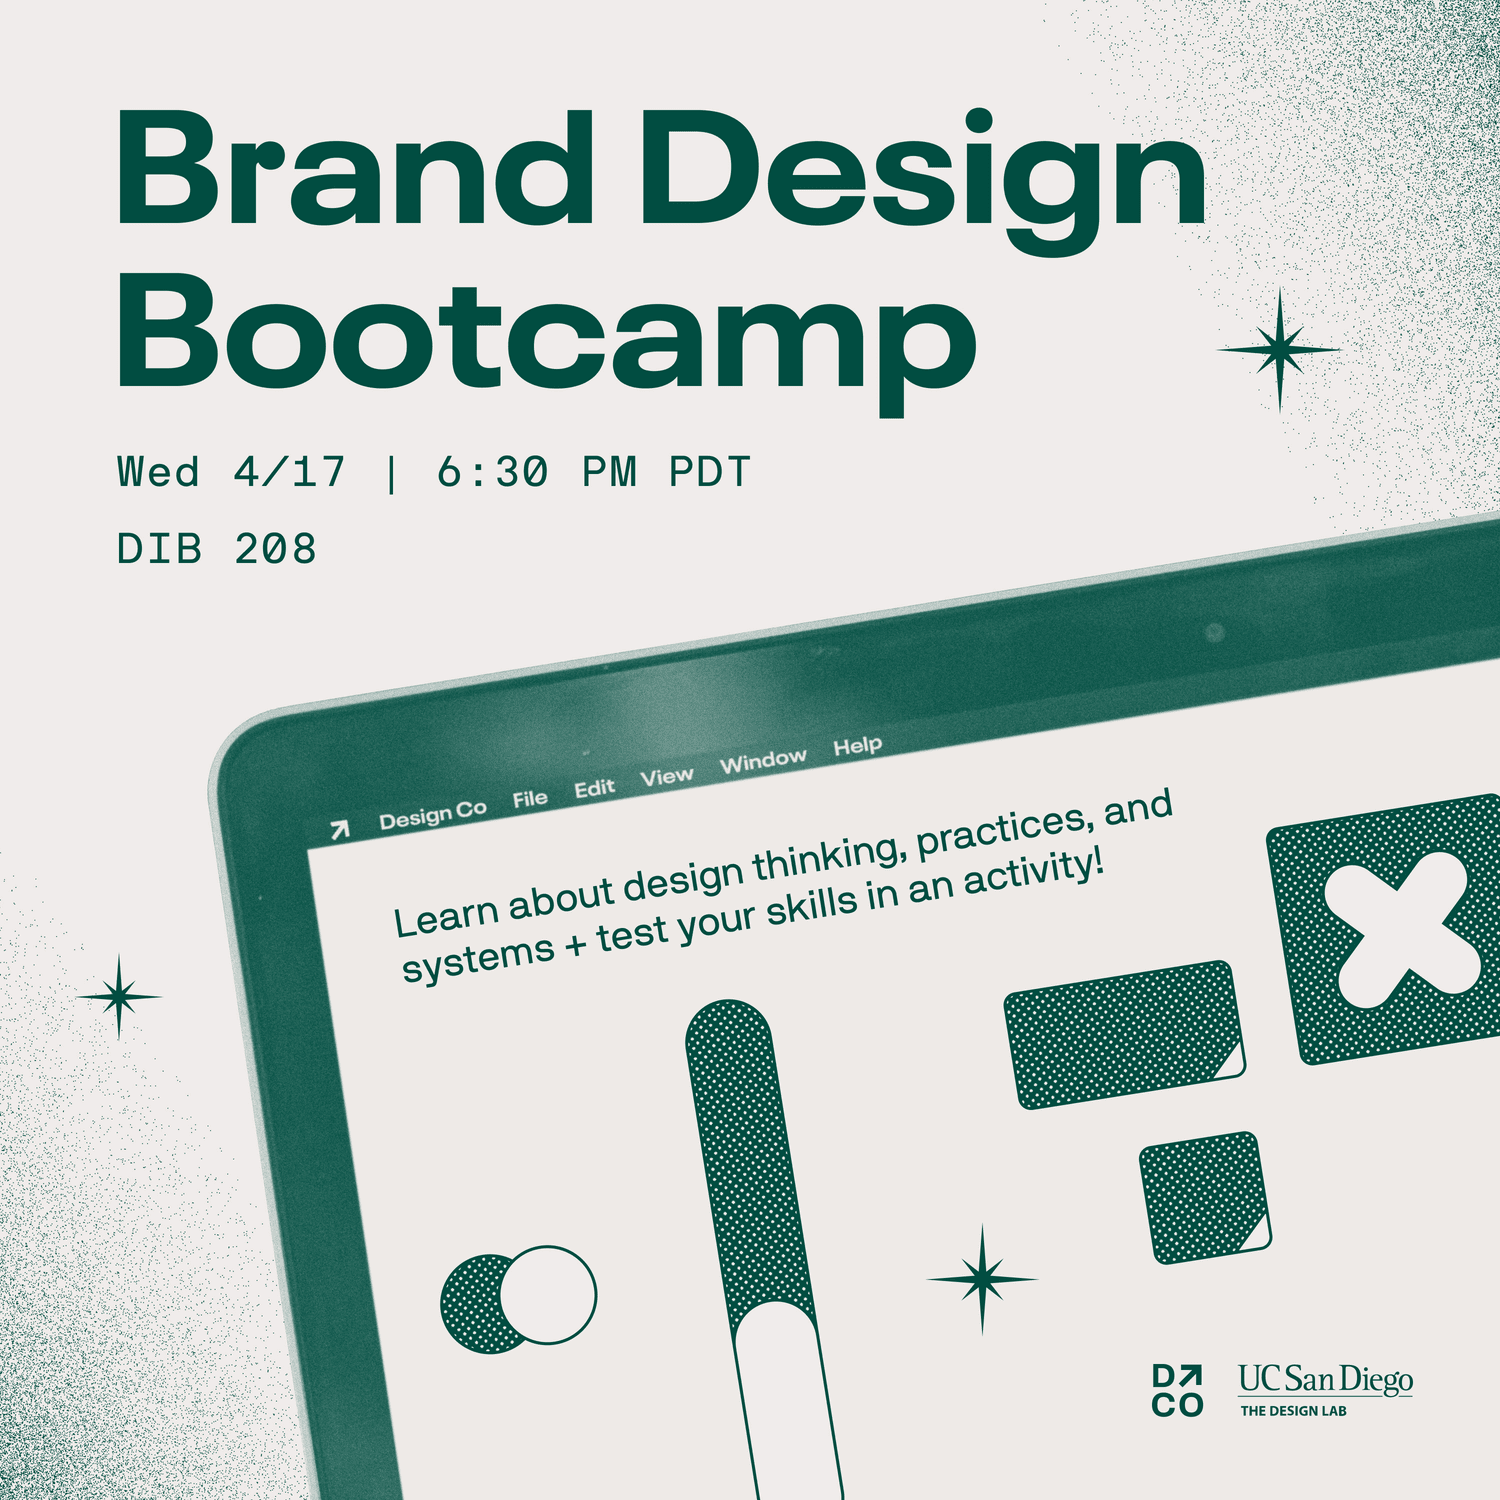 Brand Design
Bootcamp
Wed 4/17 | 6:30 PM PDT
DIB 208
Design Co File Edit View Window Help
Learn about design thinking, practices, and
systems + test your skills in an activity!
D↗
CO
UC San Diego
THE DESIGN LAB